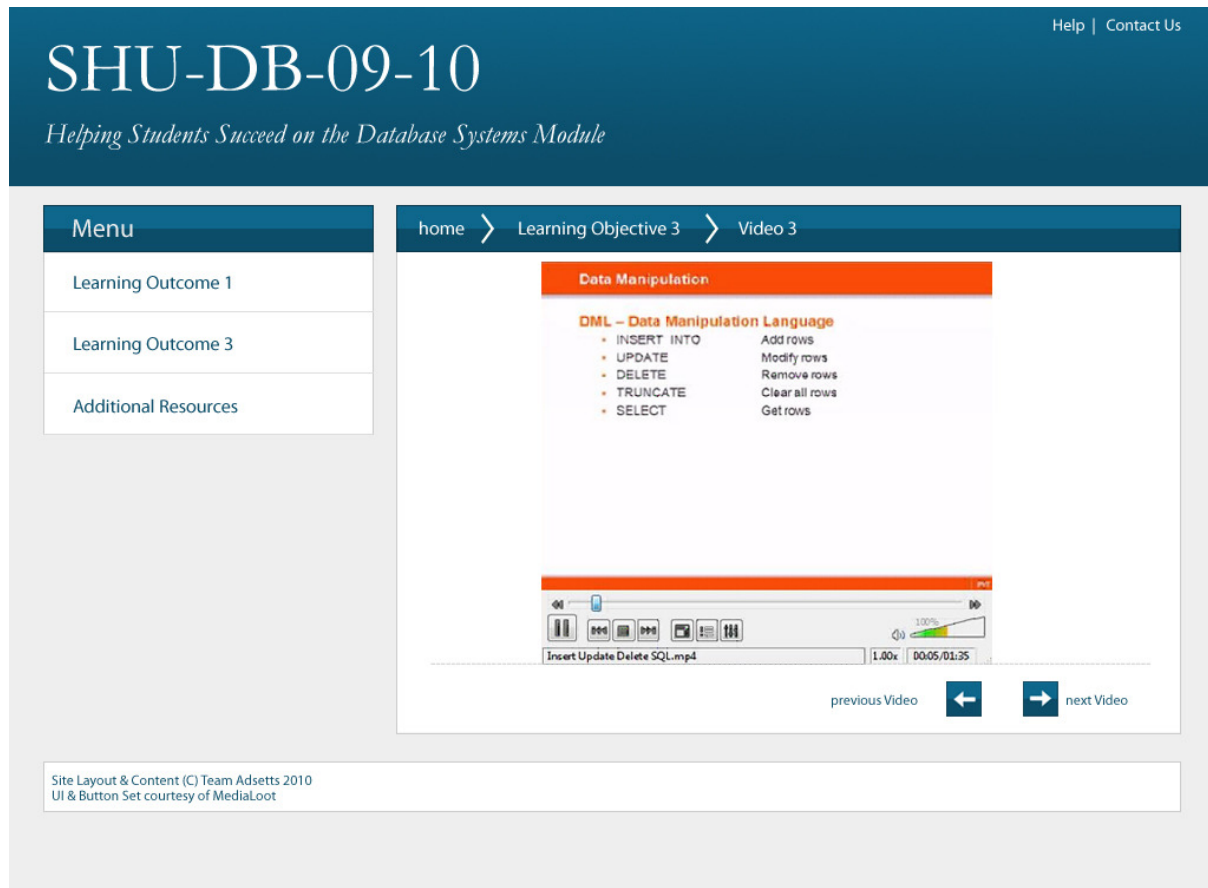 Help | Contact Us
SHU-DB-09-10
Helping Students Succeed on the Database Systems Module
Menu
Learning Outcome 1
Learning Outcome 3
Additional Resources
home Learning Objective 3 Video 3
Data Manipulation
DML – Data Manipulation Language
• INSERT INTO Add rows
• UPDATE Modify rows
• DELETE Remove rows
• TRUNCATE Clear all rows
• SELECT Get rows
100%
Insert Update Delete SQL.mp4 1.00x 00:05/01:35
previous Video next Video
Site Layout & Content (C) Team Adsetts 2010
UI & Button Set courtesy of MediaLoot